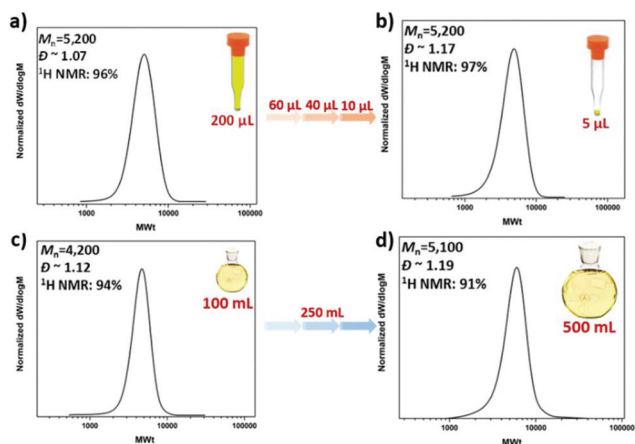 a)
Mn=5,200
Đ ~ 1.07
¹H NMR: 96%
200 µL
Normalized dW/dlogM
1000
10000
100000
MWt
60 µL 40 µL 10 µL
b)
Mn=5,200
Đ ~ 1.17
¹H NMR: 97%
5 µL
Normalized dW/dlogM
1000
10000
100000
MWt
c)
Mn=4,200
Đ ~ 1.12
¹H NMR: 94%
100 mL
Normalized dW/dlogM
1000
10000
100000
MWt
250 mL
d)
Mn=5,100
Đ ~ 1.19
¹H NMR: 91%
500 mL
Normalized dW/dlogM
1000
10000
100000
MWt